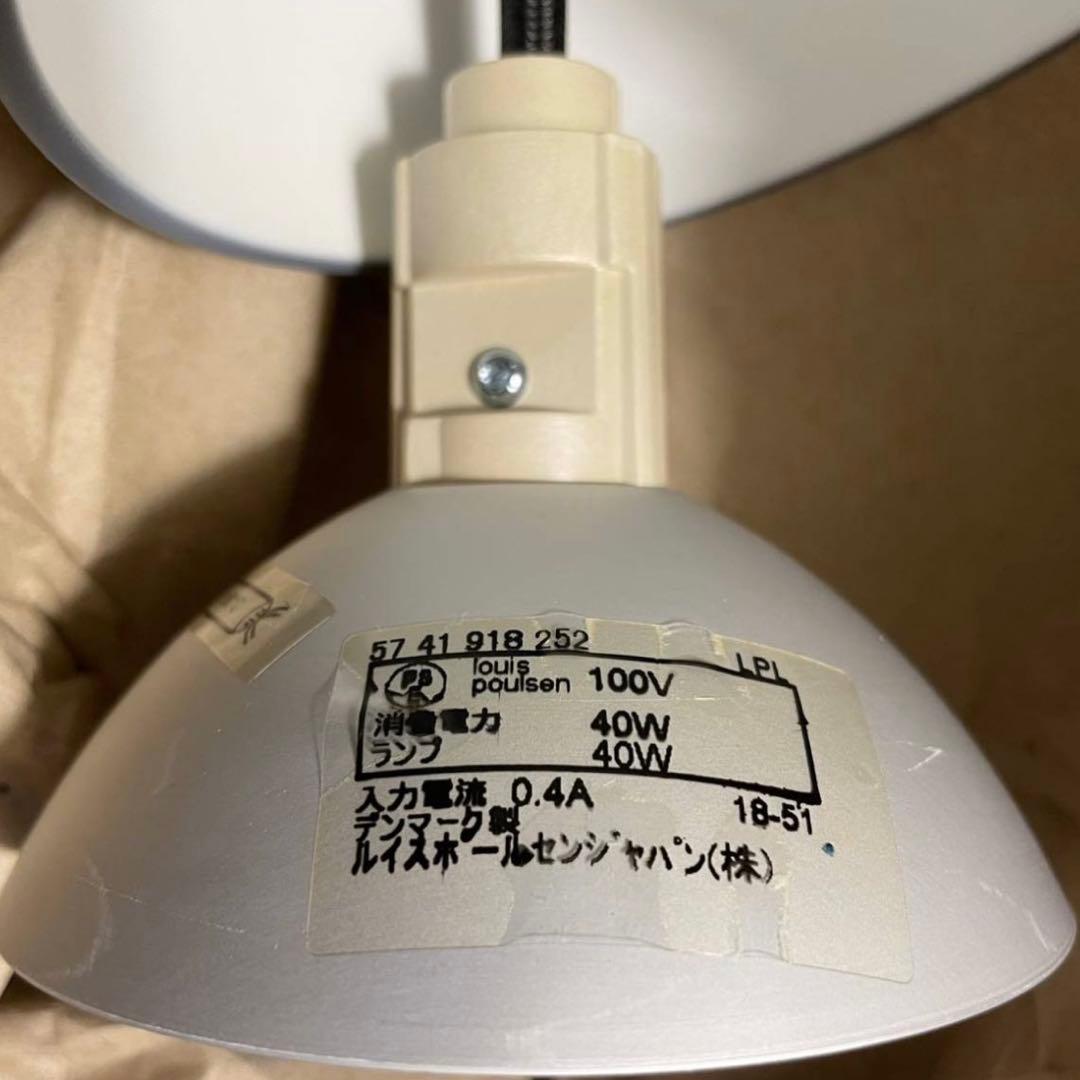 57 41 918 252
LPL
PS
E
louis
poulsen 100V
消費電力 40W
ランプ 40W
入力電流 0.4A
18-51
デンマーク製
ルイスポールセンジャパン(株)